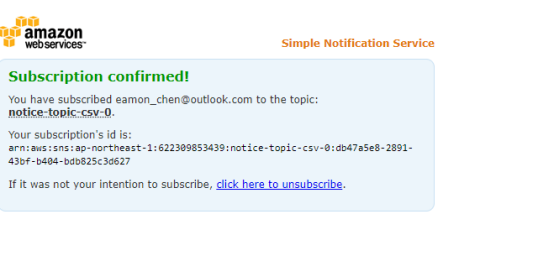 amazon
webservices™
Simple Notification Service
Subscription confirmed!
You have subscribed eamon_chen@outlook.com to the topic:
notice-topic-csv-0.
Your subscription's id is:
arn:aws:sns:ap-northeast-1:622309853439:notice-topic-csv-0:db47a5e8-2891-
43bf-b404-bdb825c3d627
If it was not your intention to subscribe, click here to unsubscribe.